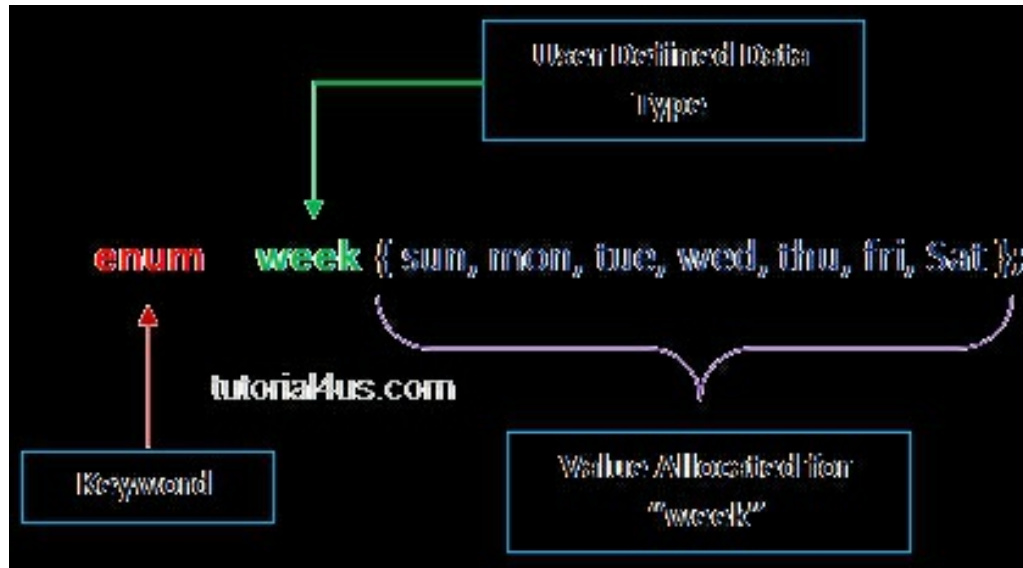 User Defined Data
Type
enum week { sun, mon, tue, wed, thu, fri, Sat };
tutorial4us.com
Keyword
Value Allocated for
"week"